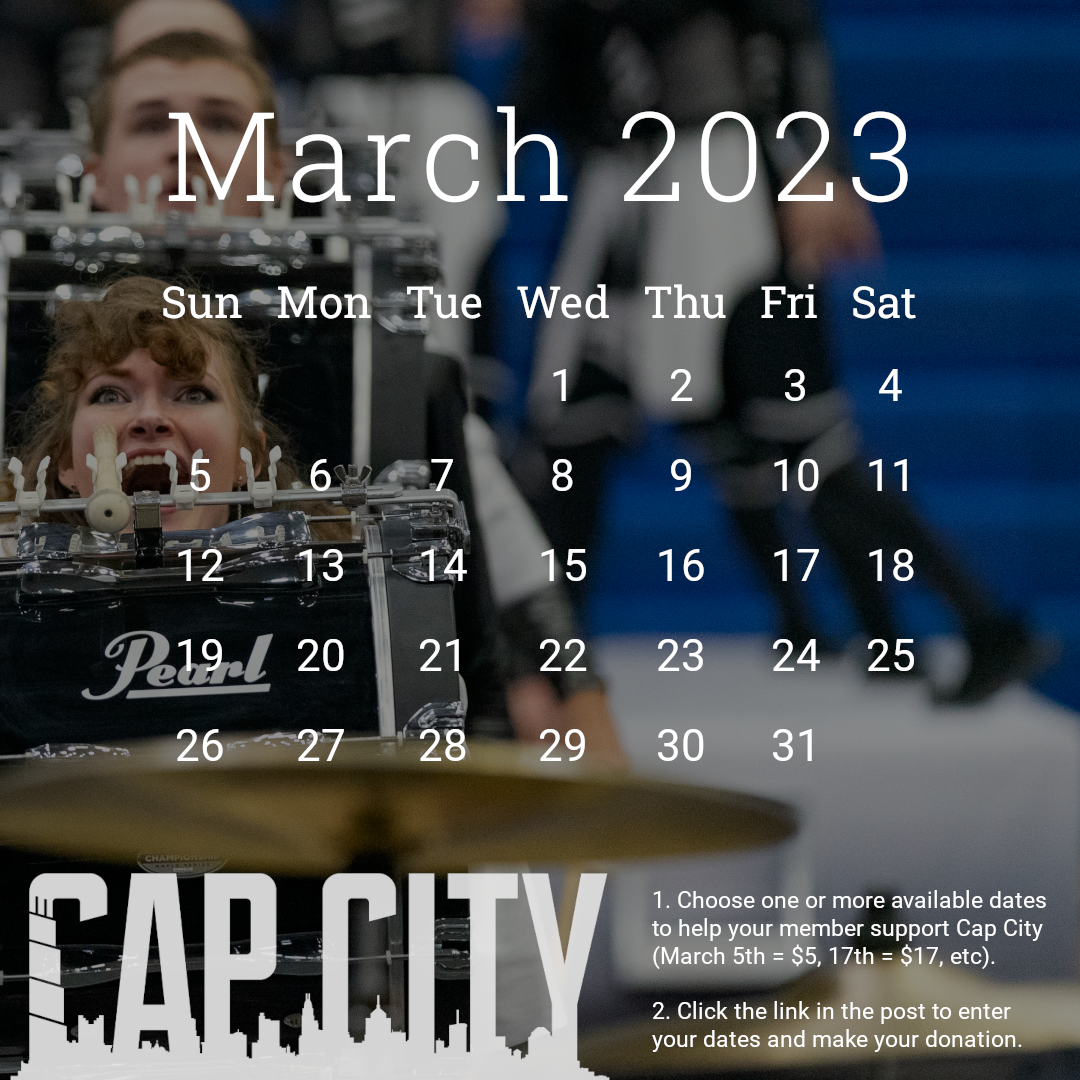 March 2023
Sun Mon Tue Wed Thu Fri Sat
1 2 3 4
5 6 7 8 9 10 11
12 13 14 15 16 17 18
19 20 21 22 23 24 25
Pearl
26 27 28 29 30 31
CHAMPIONSHIP
CAP CITY
1. Choose one or more available dates
to help your member support Cap City
(March 5th = $5, 17th = $17, etc).
2. Click the link in the post to enter
your dates and make your donation.